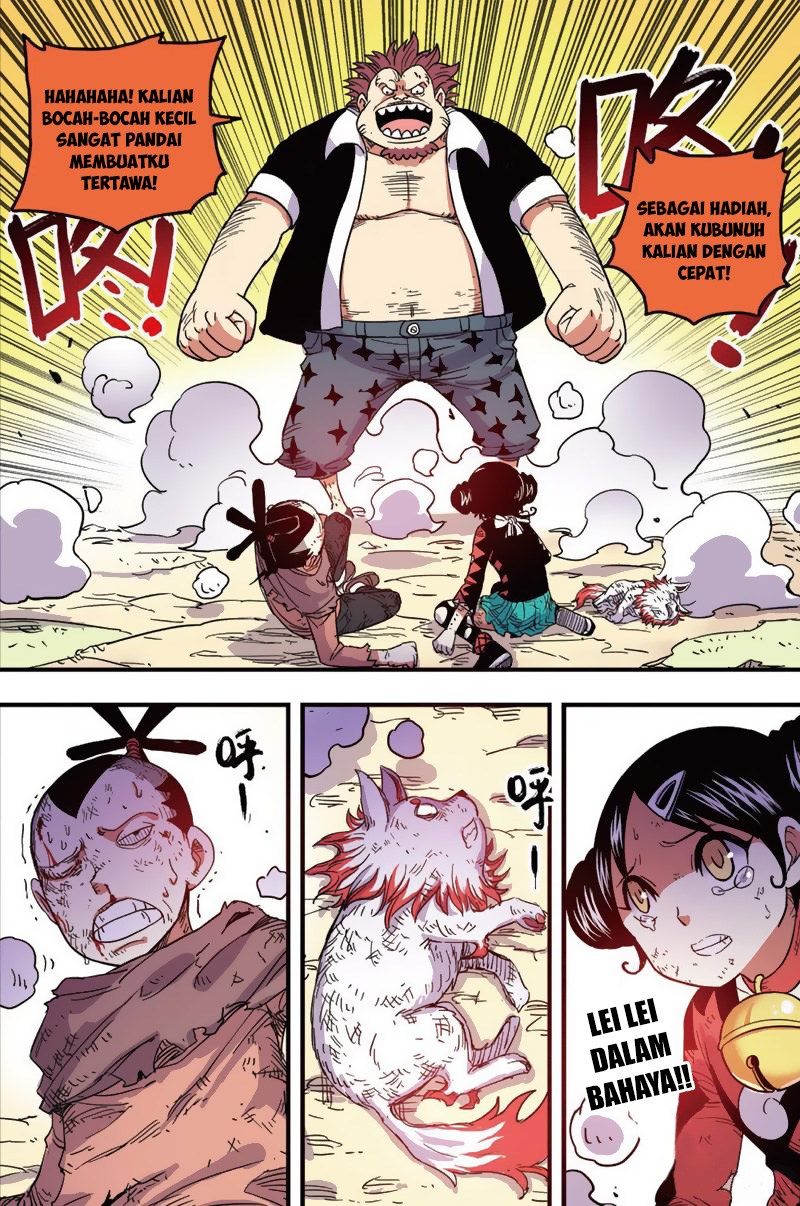 HAHAHAHA! KALIAN
BOCAH-BOCAH KECIL
SANGAT PANDAI
MEMBUATKU
TERTAWA!
咚!
咚!
SEBAGAI HADIAH,
AKAN KUBUNUH
KALIAN DENGAN
CEPAT!
呼—
呼—
LEI LEI
DALAM
BAHAYA!!